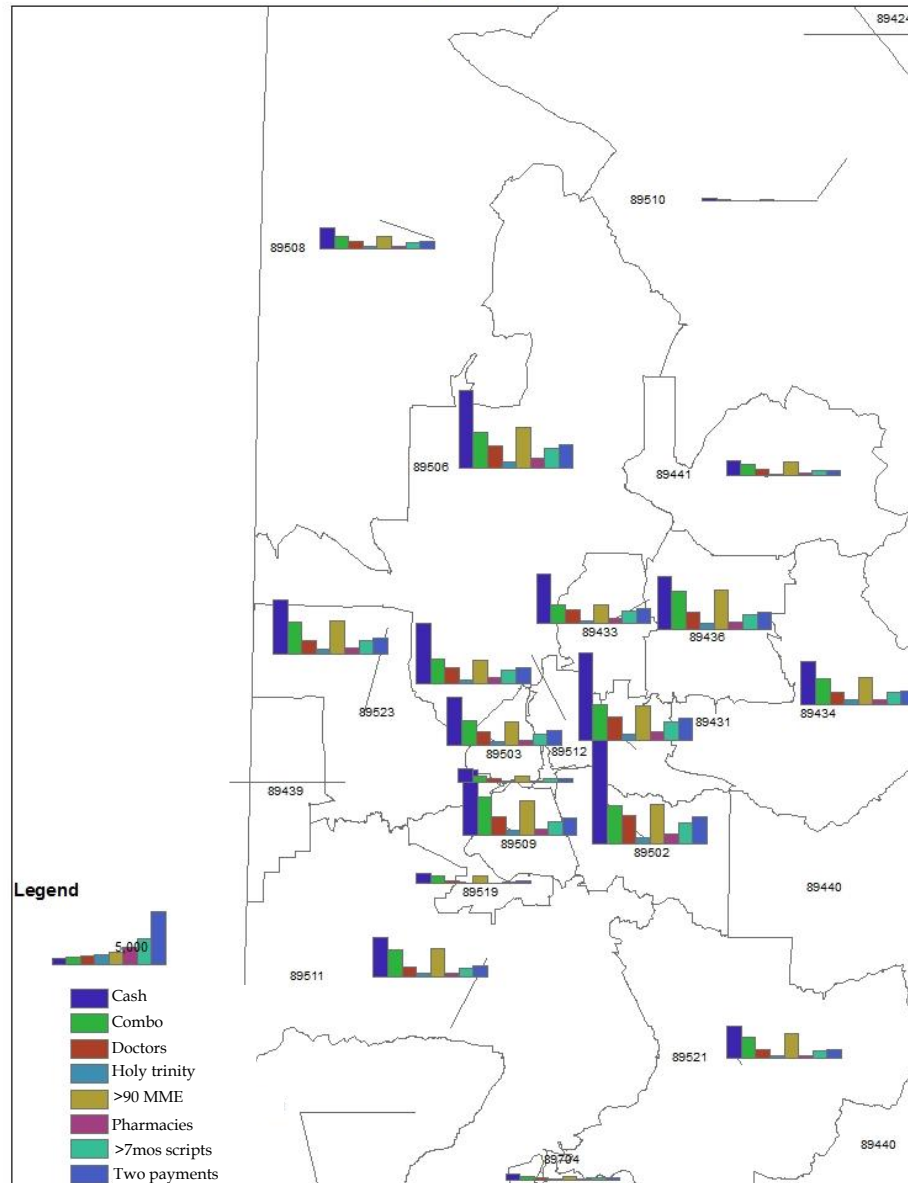 89424
89510
89508
89506
89441
89433
89436
89523
89431
89434
89503
89512
89439
89509
89502
89519
89440
Legend
5,000
89511
Cash
Combo
Doctors
89521
Holy trinity
>90 MME
Pharmacies
89440
>7mos scripts
89704
Two payments